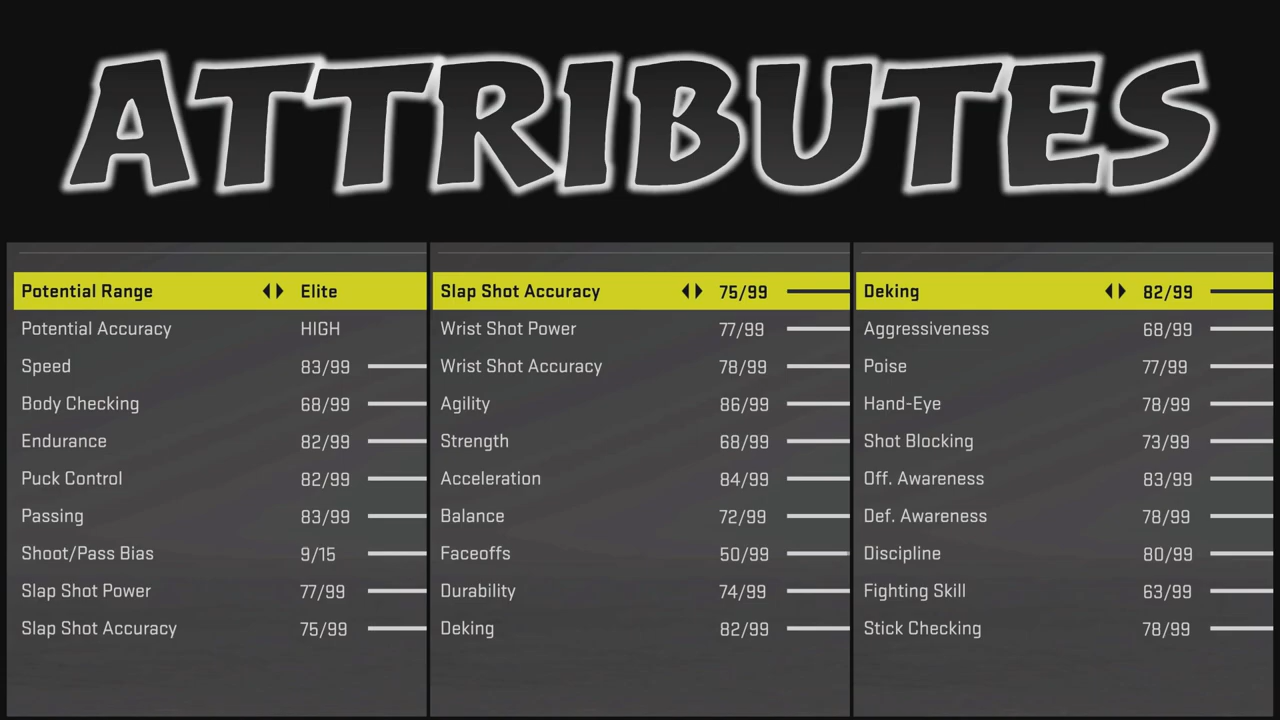 ATTRIBUTES
Potential Range Elite
Potential Accuracy HIGH
Speed 83/99
Body Checking 68/99
Endurance 82/99
Puck Control 82/99
Passing 83/99
Shoot/Pass Bias 9/15
Slap Shot Power 77/99
Slap Shot Accuracy 75/99
Slap Shot Accuracy 75/99
Wrist Shot Power 77/99
Wrist Shot Accuracy 78/99
Agility 86/99
Strength 68/99
Acceleration 84/99
Balance 72/99
Faceoffs 50/99
Durability 74/99
Deking 82/99
Deking 82/99
Aggressiveness 68/99
Poise 77/99
Hand-Eye 78/99
Shot Blocking 73/99
Off. Awareness 83/99
Def. Awareness 78/99
Discipline 80/99
Fighting Skill 63/99
Stick Checking 78/99